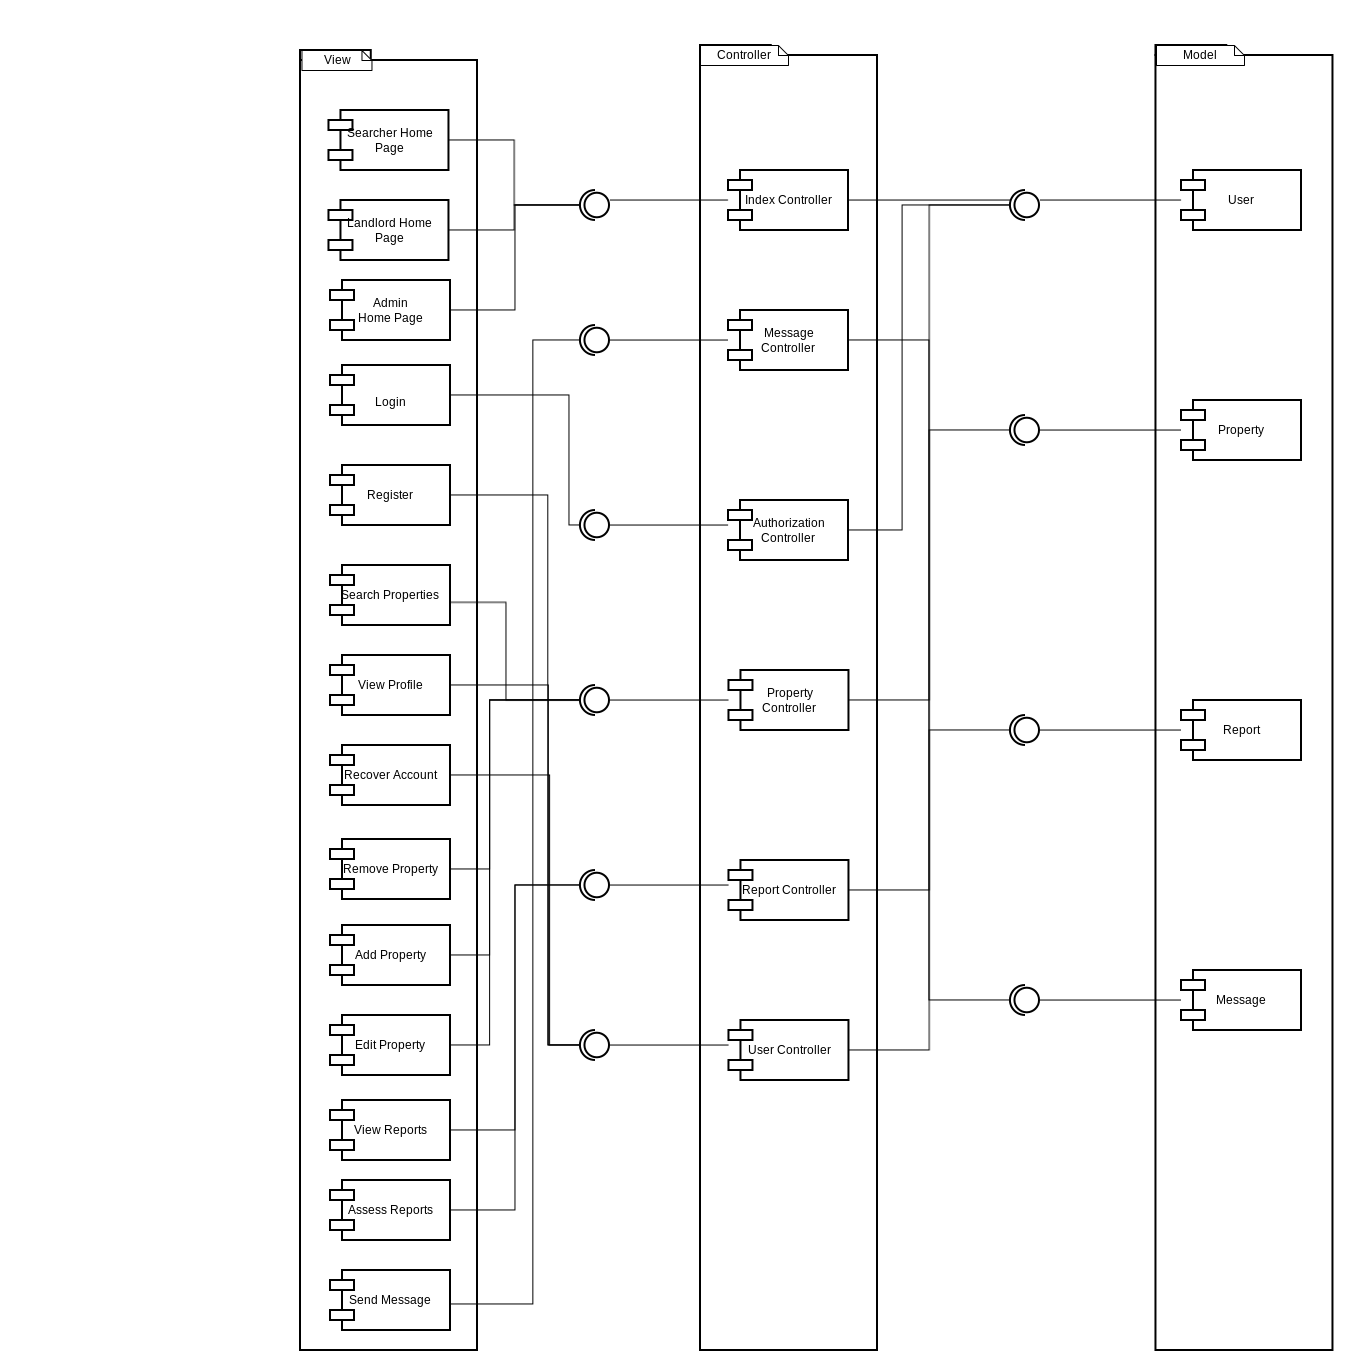 View
Searcher Home
Page
Landlord Home
Page
Admin
Home Page
Login
Register
Search Properties
View Profile
Recover Account
Remove Property
Add Property
Edit Property
View Reports
Assess Reports
Send Message
Controller
Index Controller
Message
Controller
Authorization
Controller
Property
Controller
Report Controller
User Controller
Model
User
Property
Report
Message